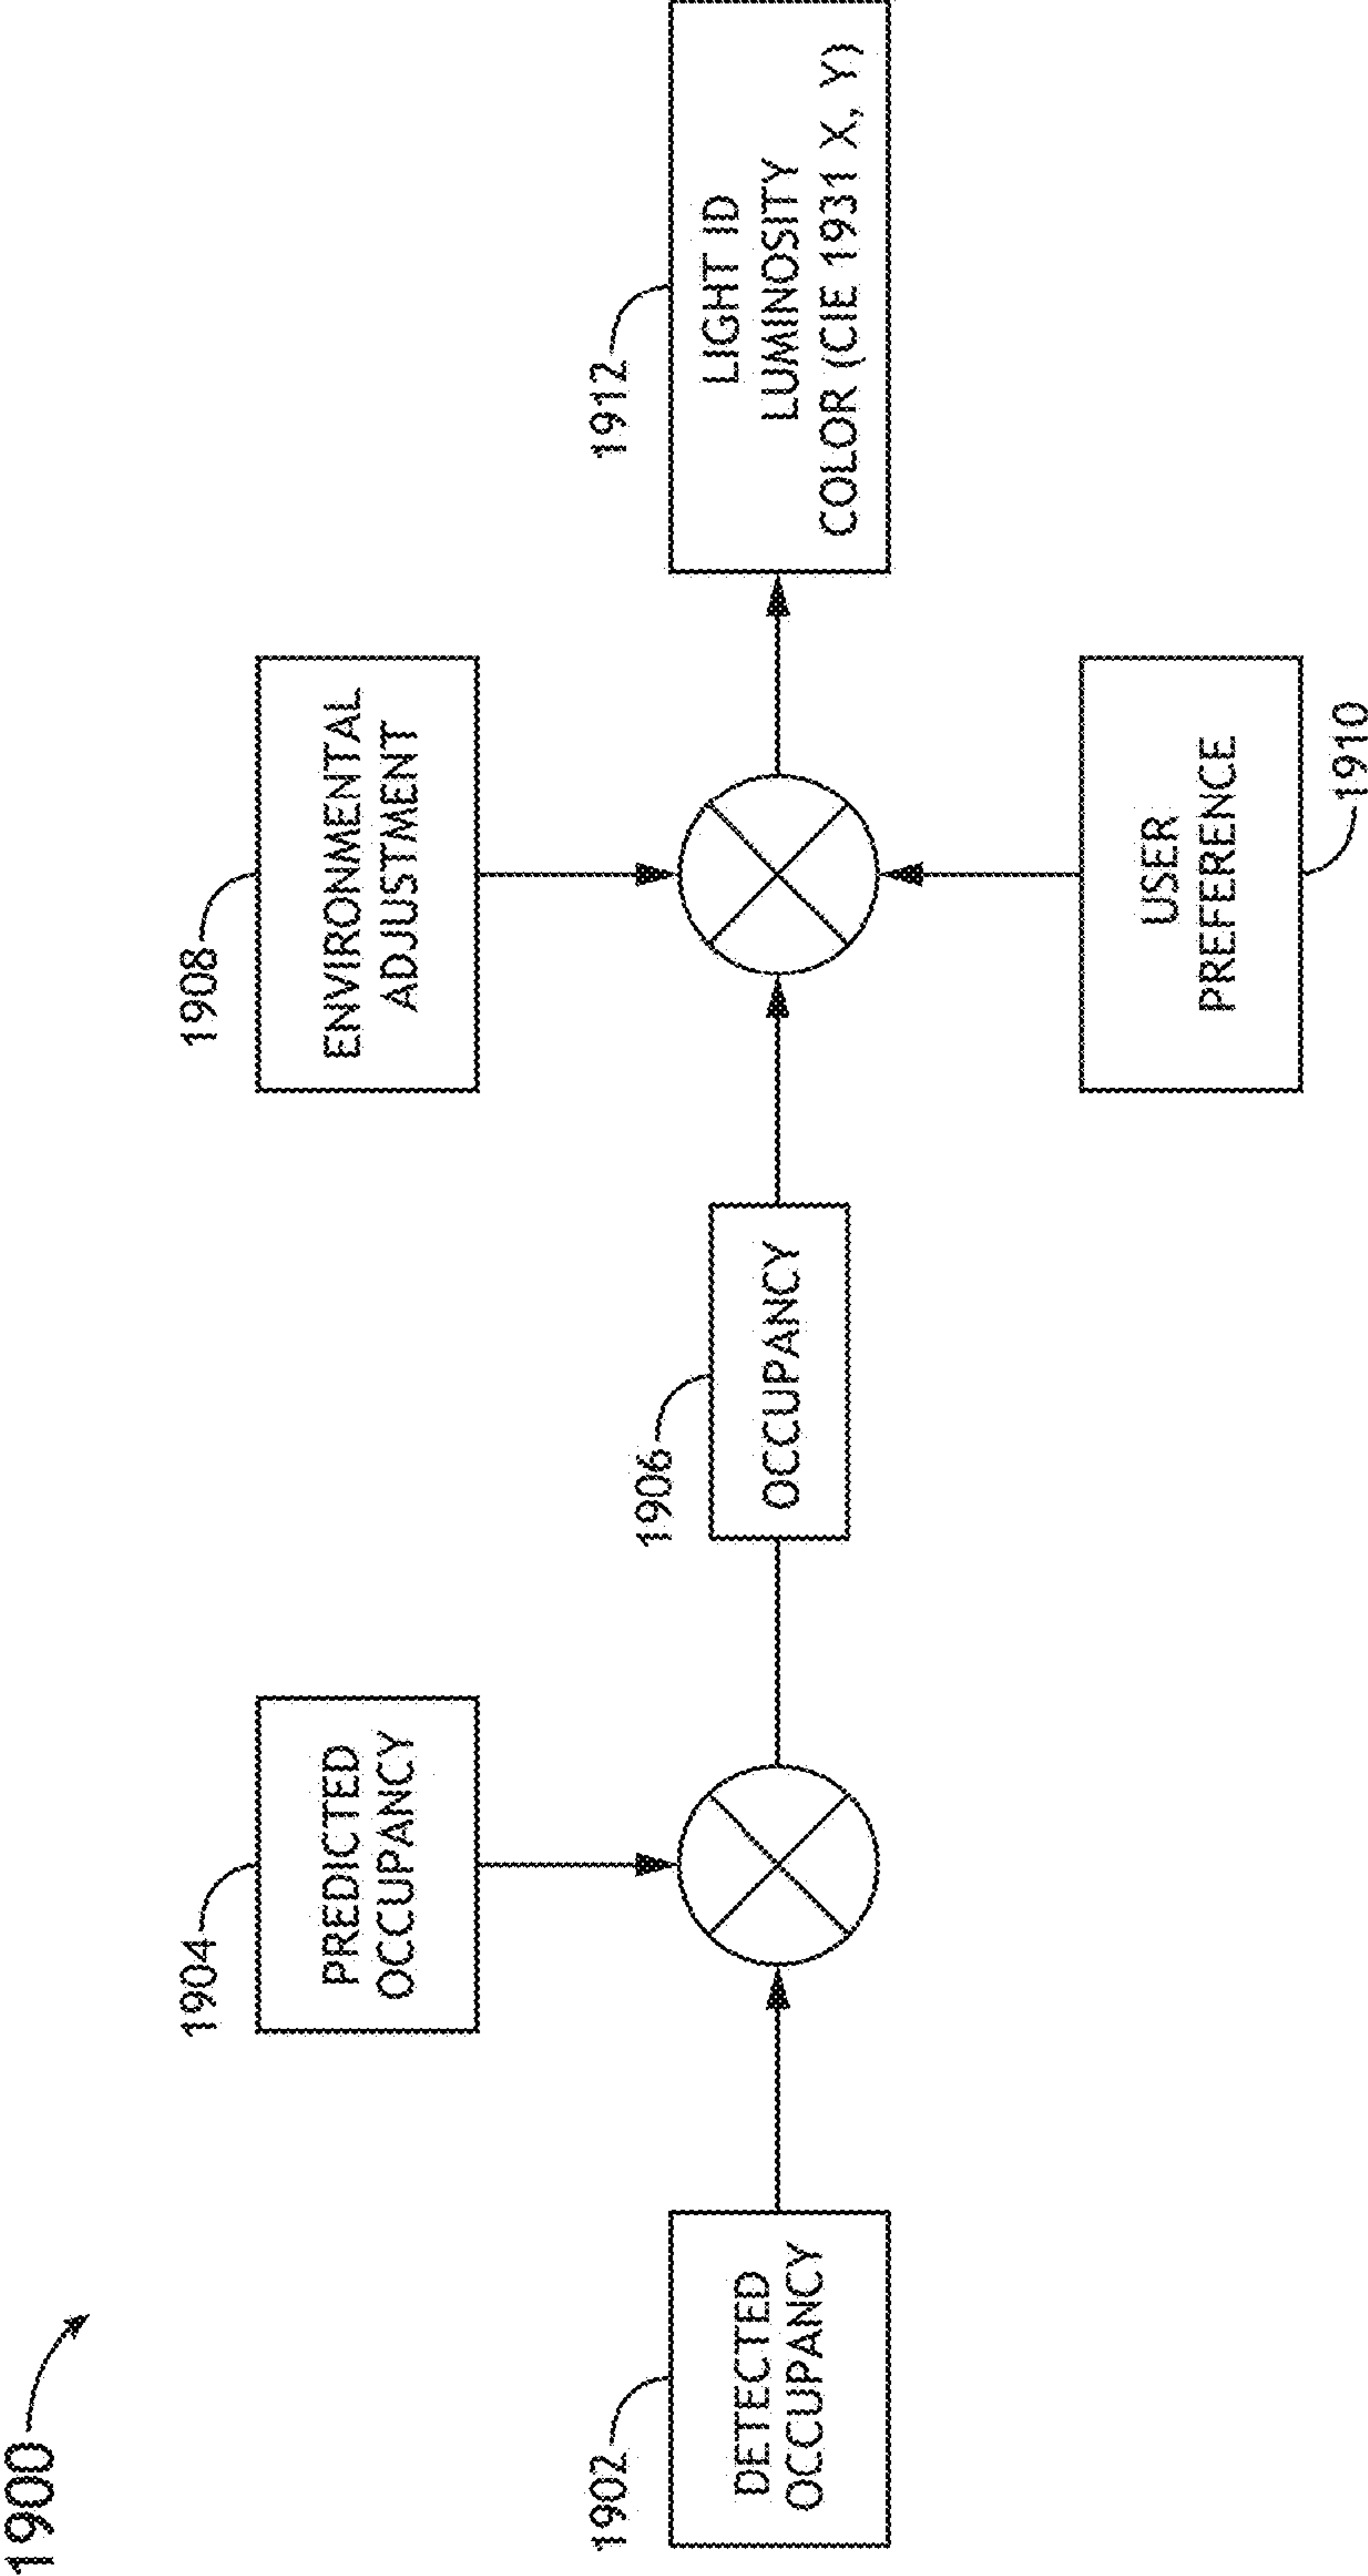 1900
1904
PREDICTED
OCCUPANCY
1908
ENVIRONMENTAL
ADJUSTMENT
1902
DETECTED
OCCUPANCY
1906
OCCUPANCY
1912
LIGHT ID
LUMINOSITY
COLOR (CIE 1931 X, Y)
USER
PREFERENCE
1910